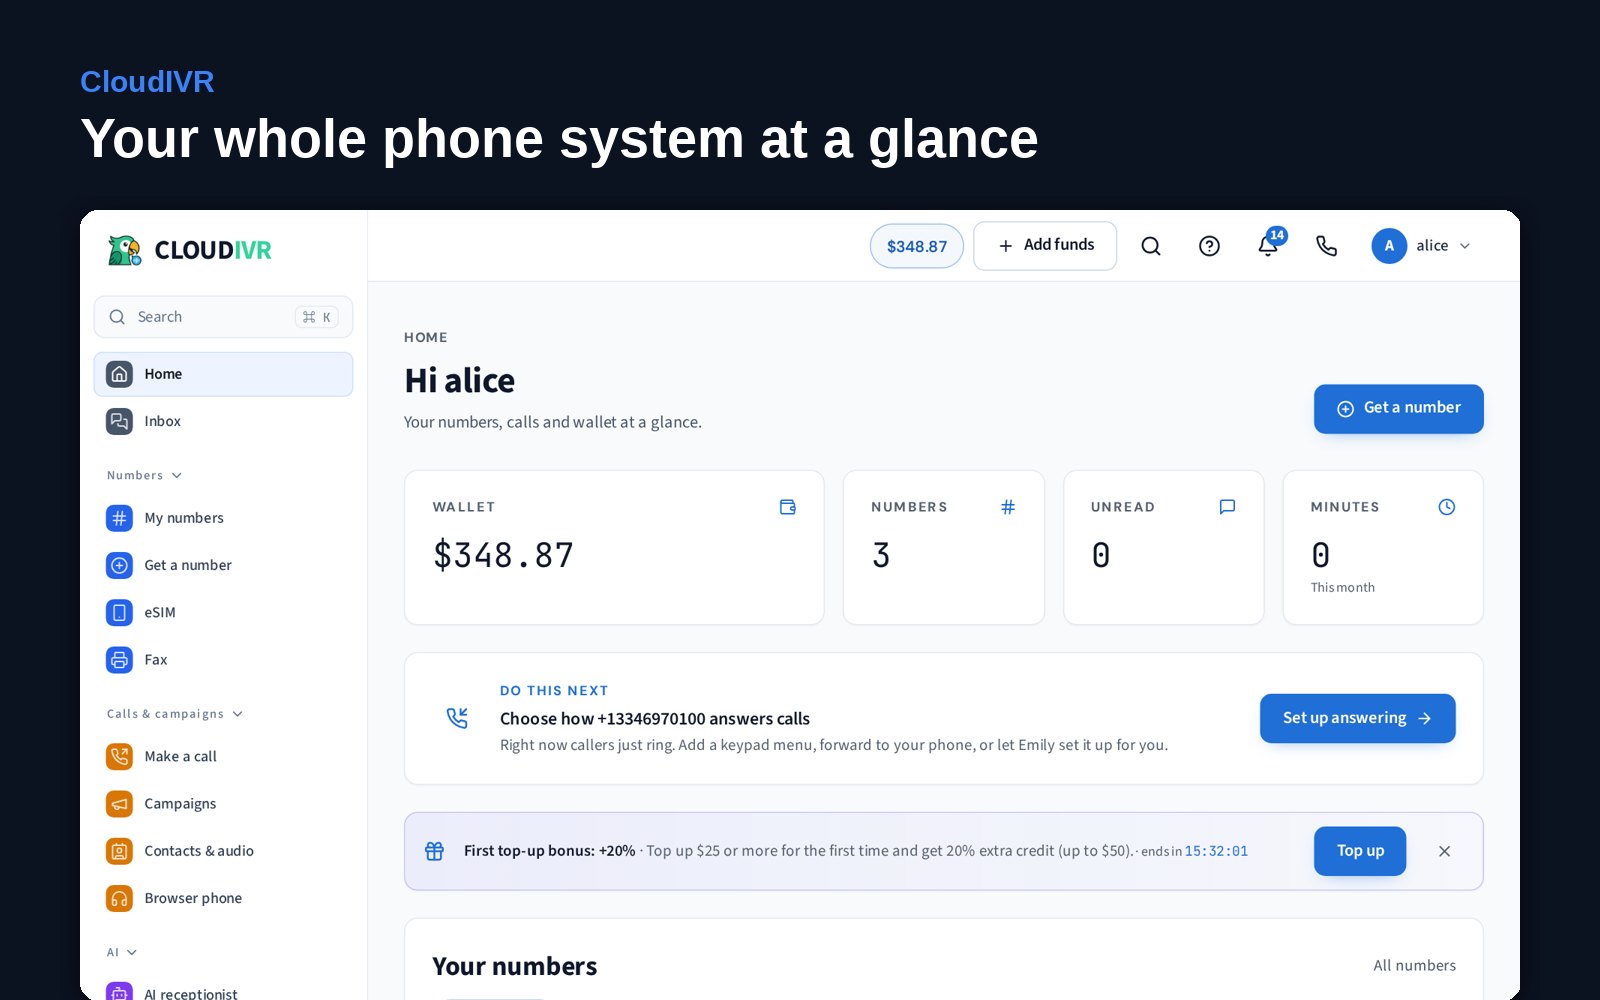 CloudIVR
Your whole phone system at a glance
CLOUDIVR
$348.87
Add funds
14
A
alice
Search
⌘ K
Home
Inbox
Numbers
My numbers
Get a number
eSIM
Fax
Calls & campaigns
Make a call
Campaigns
Contacts & audio
Browser phone
AI
AI receptionist
HOME
Hi alice
Your numbers, calls and wallet at a glance.
Get a number
WALLET
$348.87
NUMBERS
3
UNREAD
0
MINUTES
0
This month
DO THIS NEXT
Choose how +13346970100 answers calls
Right now callers just ring. Add a keypad menu, forward to your phone, or let Emily set it up for you.
Set up answering
First top-up bonus: +20% · Top up $25 or more for the first time and get 20% extra credit (up to $50). · ends in 15:32:01
Top up
Your numbers
All numbers